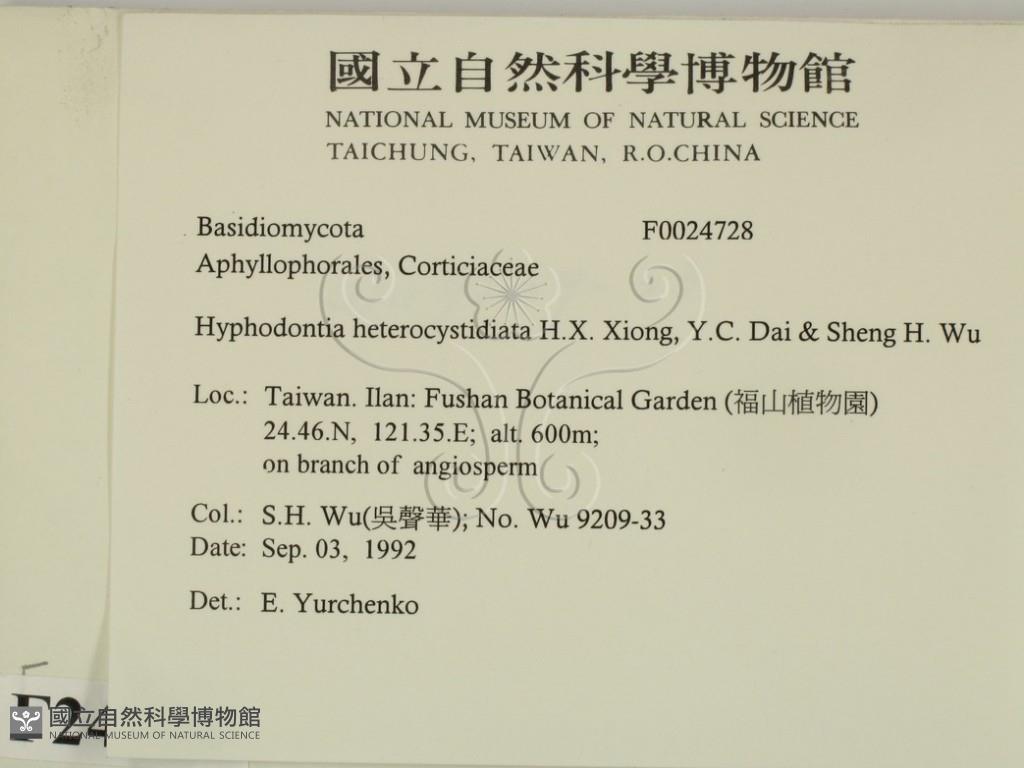 國立自然科學博物館
NATIONAL MUSEUM OF NATURAL SCIENCE
TAICHUNG, TAIWAN, R.O.CHINA
Basidiomycota F0024728
Aphyllophorales, Corticiaceae
Hyphodontia heterocystidiata H.X. Xiong, Y.C. Dai & Sheng H. Wu
Loc.: Taiwan. Ilan: Fushan Botanical Garden (福山植物園)
24.46.N, 121.35.E; alt. 600m;
on branch of angiosperm
Col.: S.H. Wu(吳聲華); No. Wu 9209-33
Date: Sep. 03, 1992
Det.: E. Yurchenko
F24
國立自然科學博物館
NATIONAL MUSEUM OF NATURAL SCIENCE